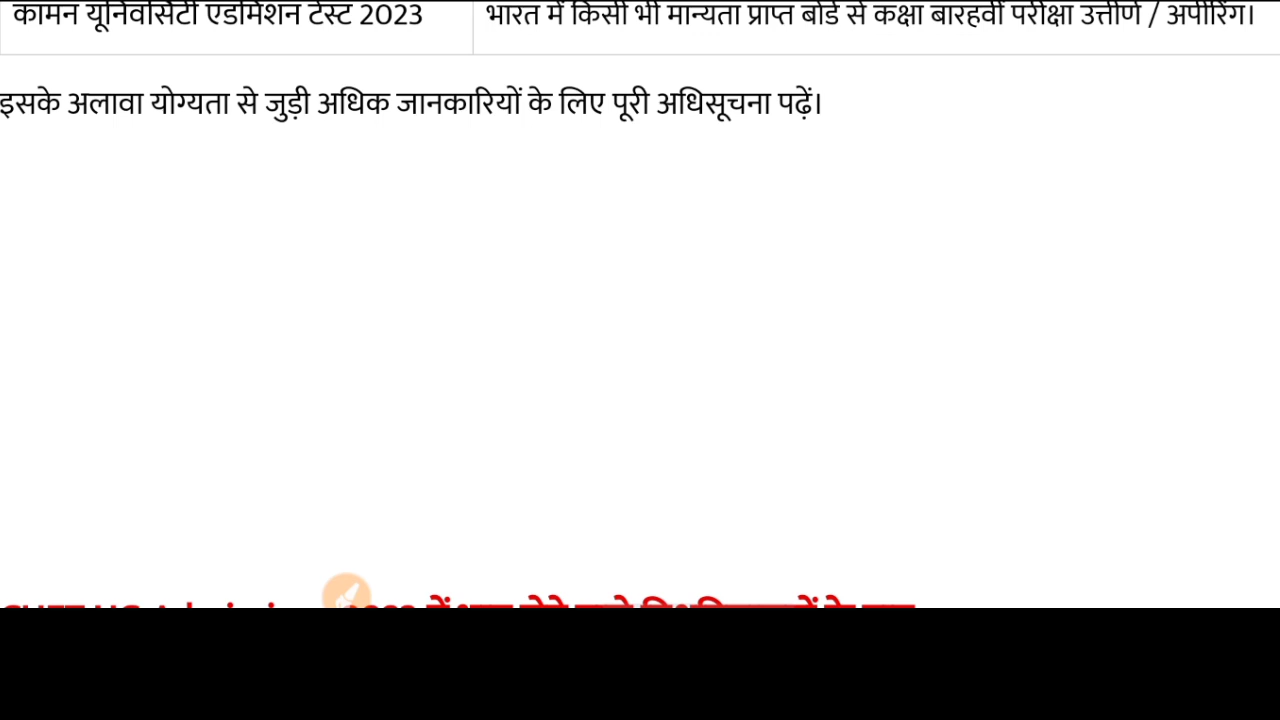 कॉमन यूनिवर्सिटी एडमिशन टेस्ट 2023
भारत में किसी भी मान्यता प्राप्त बोर्ड से कक्षा बारहवीं परीक्षा उत्तीर्ण / अपीरिंग।
इसके अलावा योग्यता से जुड़ी अधिक जानकारियों के लिए पूरी अधिसूचना पढ़ें।